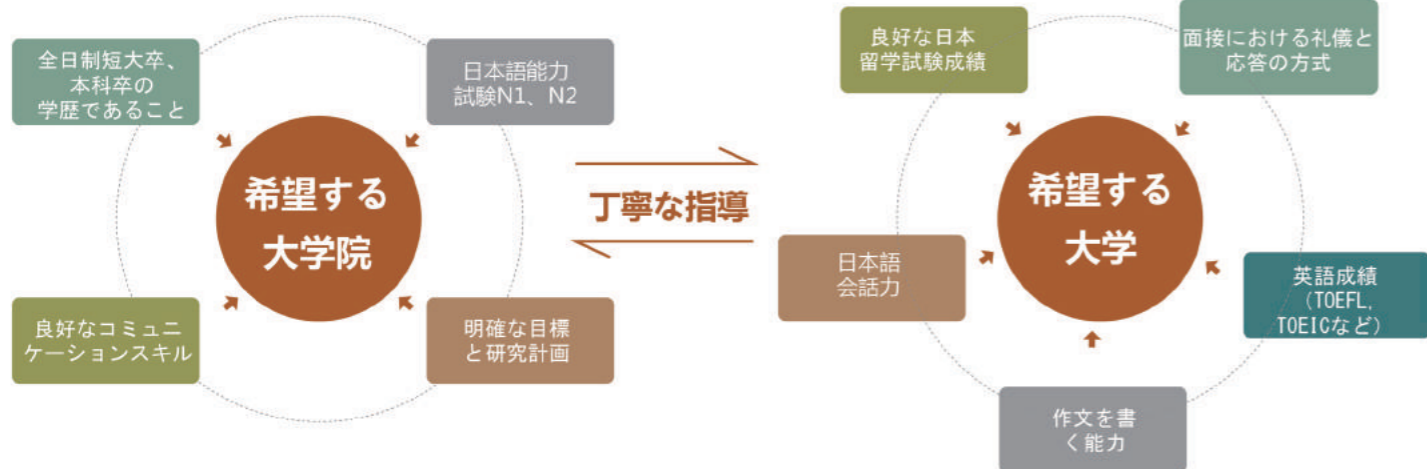 全日制短大卒、
本科卒の
学歴であること
日本語能力
試験N1、N2
希望する
大学院
良好なコミュニ
ケーションスキル
明確な目標
と研究計画
丁寧な指導
良好な日本
留学試験成績
面接における礼儀と
応答の方式
希望する
大学
日本語
会話力
英語成績
(TOEFL,
TOEICなど)
作文を書
く能力